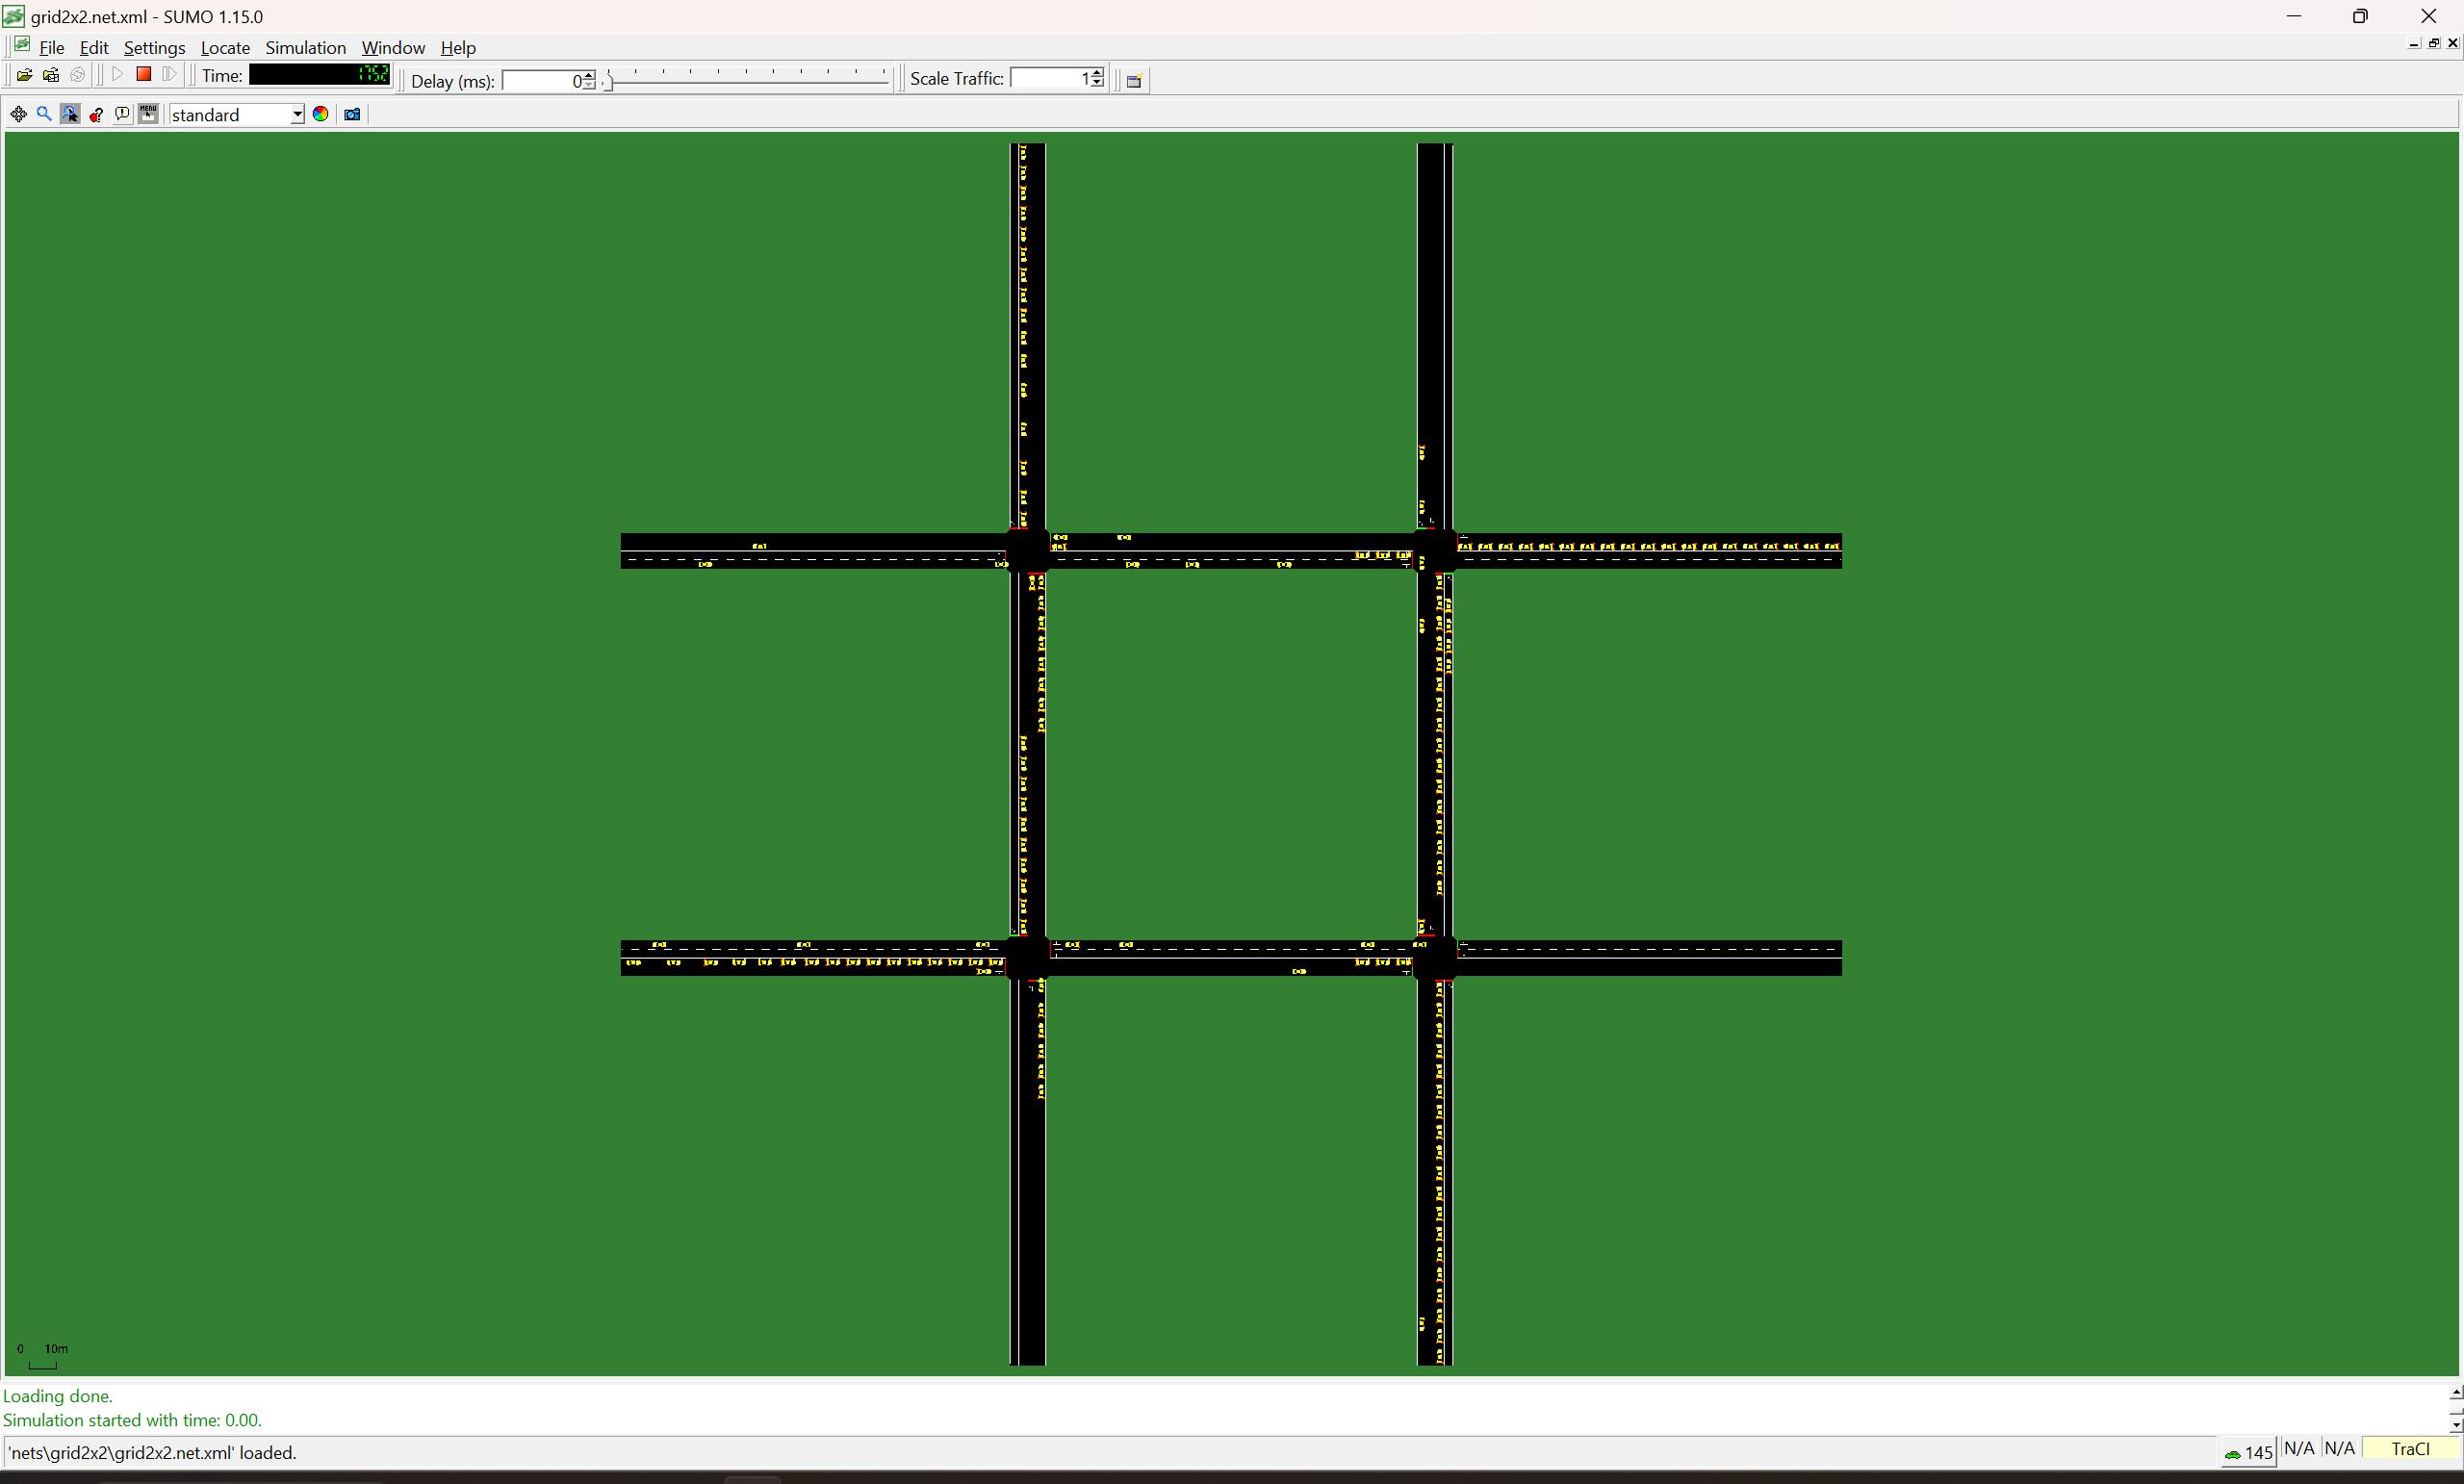 grid2x2.net.xml - SUMO 1.15.0
File Edit Settings Locate Simulation Window Help
Time: 1752 Delay (ms): 0 Scale Traffic: 1
MENU standard
0 10m
Loading done.
Simulation started with time: 0.00.
'nets\grid2x2\grid2x2.net.xml' loaded. 145 N/A N/A TraCI